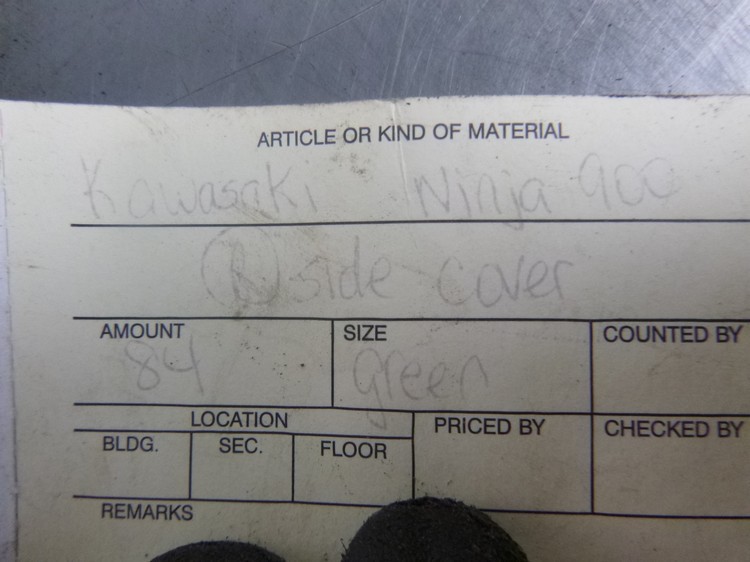 ARTICLE OR KIND OF MATERIAL
Kawasaki Ninja 900
R side cover
AMOUNT SIZE COUNTED BY
84 green
LOCATION PRICED BY CHECKED BY
BLDG. SEC. FLOOR
REMARKS